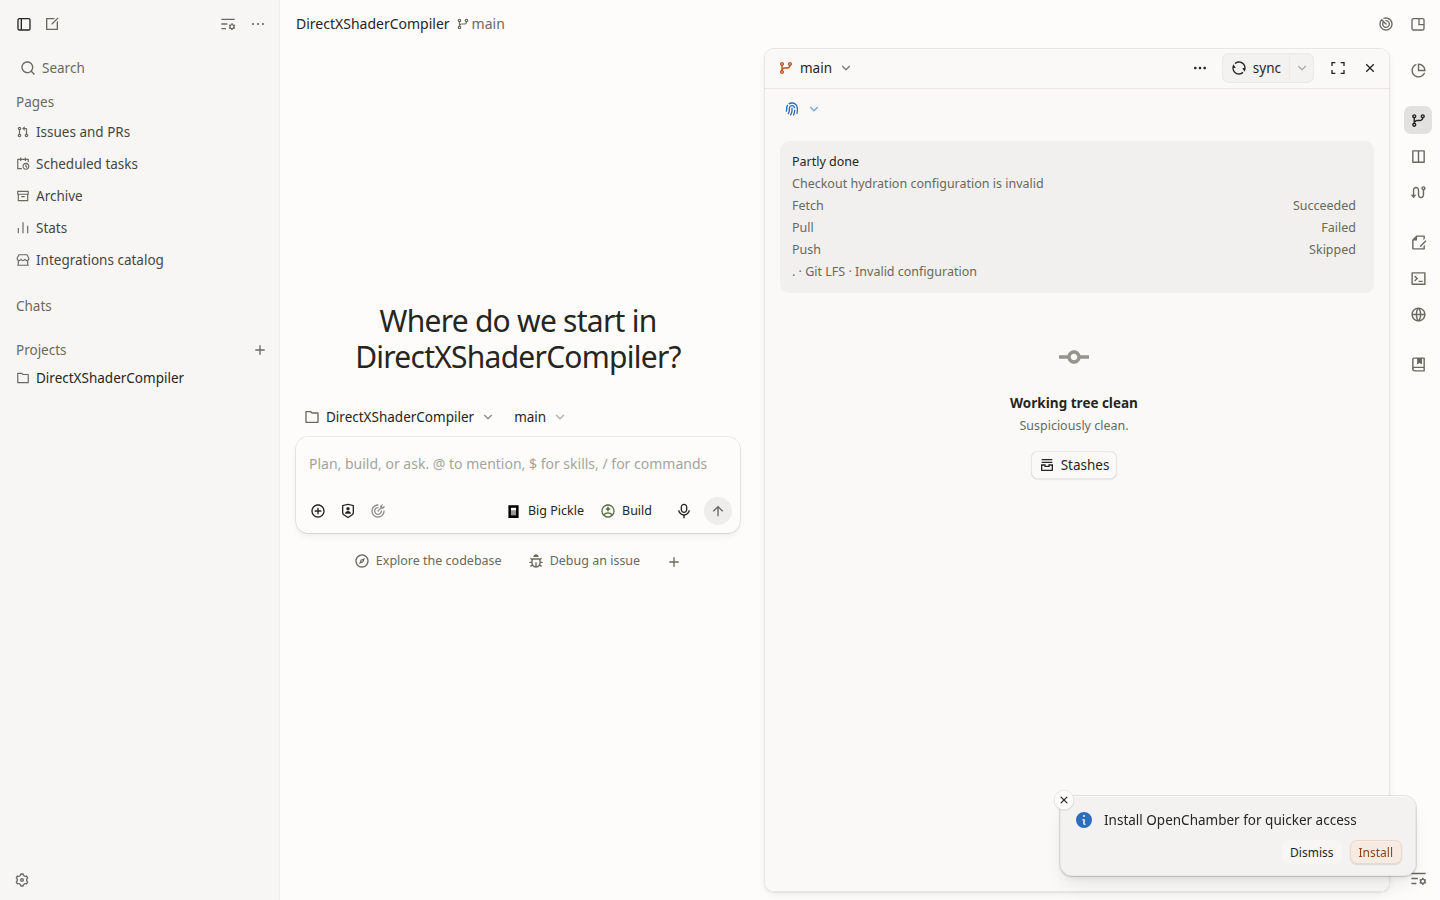 DirectXShaderCompiler main
Search
Pages
Issues and PRs
Scheduled tasks
Archive
Stats
Integrations catalog
Chats
Projects
DirectXShaderCompiler
Where do we start in
DirectXShaderCompiler?
DirectXShaderCompiler main
Plan, build, or ask. @ to mention, $ for skills, / for commands
Big Pickle Build
Explore the codebase Debug an issue
main sync
Partly done
Checkout hydration configuration is invalid
Fetch Succeeded
Pull Failed
Push Skipped
. · Git LFS · Invalid configuration
Working tree clean
Suspiciously clean.
Stashes
Install OpenChamber for quicker access
Dismiss Install